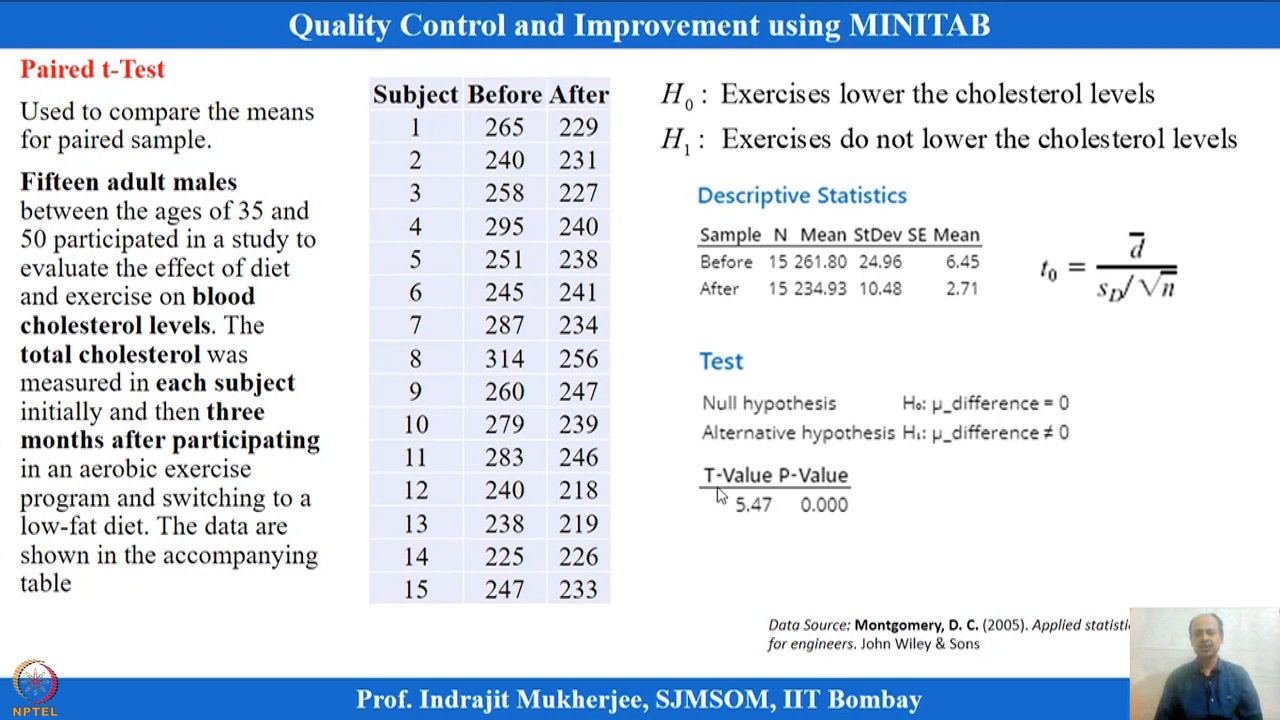 Quality Control and Improvement using MINITAB
Paired t-Test
Used to compare the means
for paired sample.
Fifteen adult males
between the ages of 35 and
50 participated in a study to
evaluate the effect of diet
and exercise on blood
cholesterol levels. The
total cholesterol was
measured in each subject
initially and then three
months after participating
in an aerobic exercise
program and switching to a
low-fat diet. The data are
shown in the accompanying
table
Subject Before After
1 265 229
2 240 231
3 258 227
4 295 240
5 251 238
6 245 241
7 287 234
8 314 256
9 260 247
10 279 239
11 283 246
12 240 218
13 238 219
14 225 226
15 247 233
H₀ : Exercises lower the cholesterol levels
H₁ : Exercises do not lower the cholesterol levels
Descriptive Statistics
Sample N Mean StDev SE Mean
Before 15 261.80 24.96 6.45
After 15 234.93 10.48 2.71
t₀ = d̄ / (s_D/√n)
Test
Null hypothesis H₀: μ_difference = 0
Alternative hypothesis H₁: μ_difference ≠ 0
T-Value P-Value
5.47 0.000
Data Source: Montgomery, D. C. (2005). Applied statistic
for engineers. John Wiley & Sons
NPTEL
Prof. Indrajit Mukherjee, SJMSOM, IIT Bombay